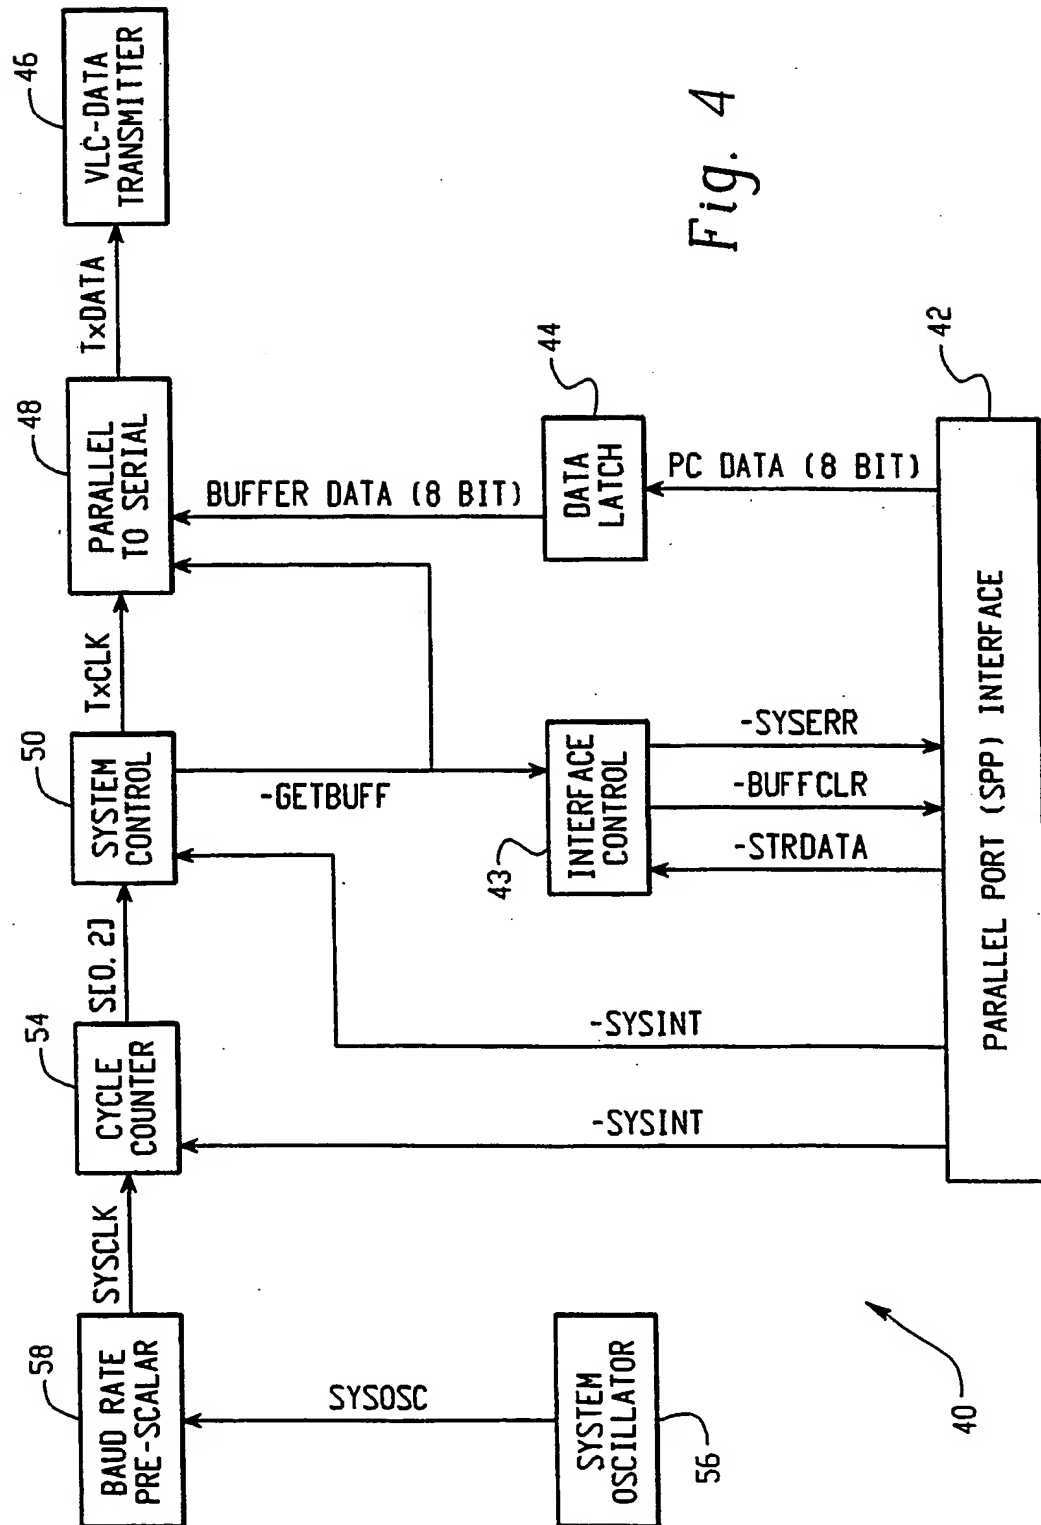 58
BAUD RATE
PRE-SCALAR
SYSCLK
54
CYCLE
COUNTER
S[0.2]
50
SYSTEM
CONTROL
TxCLK
48
PARALLEL
TO SERIAL
TxDATA
46
VLC-DATA
TRANSMITTER
SYSOSC
-SYSINT
-SYSINT
-GETBUFF
BUFFER DATA (8 BIT)
SYSTEM
OSCILLATOR
56
43
INTERFACE
CONTROL
44
DATA
LATCH
-STRDATA
-BUFFCLR
-SYSERR
PC DATA (8 BIT)
42
PARALLEL PORT (SPP) INTERFACE
40
Fig. 4